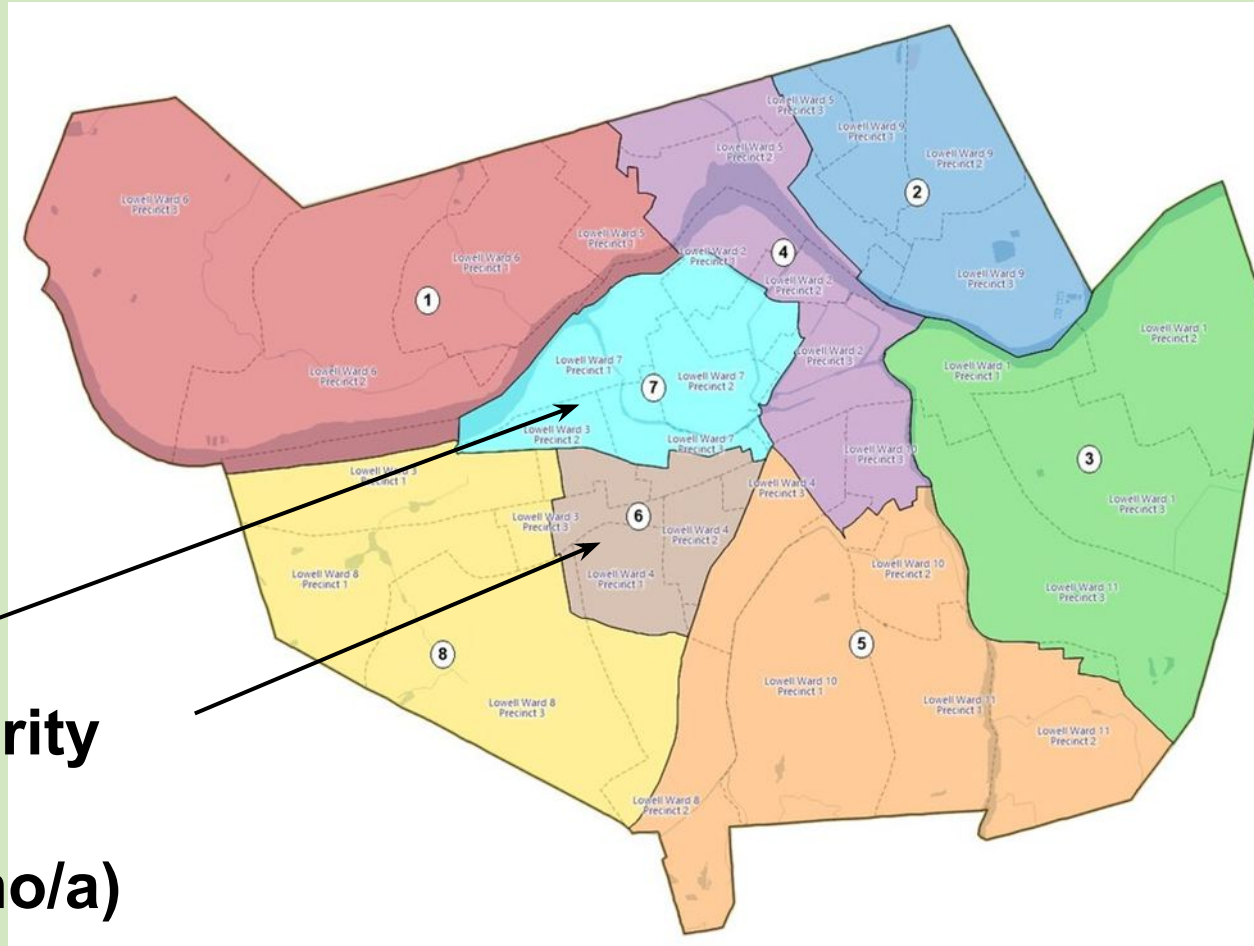 Lowell Ward 5
Precinct 3
Lowell Ward 9
Precinct 1
Lowell Ward 5
Precinct 2
Lowell Ward 9
Precinct 2
2
Lowell Ward 6
Precinct 3
Lowell Ward 5
Precinct 1
Lowell Ward 6
Precinct 1
Lowell Ward 2
Precinct 1
4
Lowell Ward 2
Precinct 2
Lowell Ward 9
Precinct 3
1
Lowell Ward 1
Precinct 2
Lowell Ward 2
Precinct 3
Lowell Ward 7
Precinct 1
Lowell Ward 1
Precinct 1
Lowell Ward 6
Precinct 2
7
Lowell Ward 7
Precinct 2
Lowell Ward 3
Precinct 2
Lowell Ward 7
Precinct 3
Lowell Ward 10
Precinct 3
3
Lowell Ward 3
Precinct 1
Lowell Ward 4
Precinct 3
Lowell Ward 1
Precinct 3
Lowell Ward 3
Precinct 3
6
Lowell Ward 4
Precinct 2
Lowell Ward 8
Precinct 1
Lowell Ward 4
Precinct 1
Lowell Ward 10
Precinct 2
Lowell Ward 11
Precinct 3
8
5
Lowell Ward 10
Precinct 1
Lowell Ward 8
Precinct 3
Lowell Ward 11
Precinct 1
Lowell Ward 11
Precinct 2
rity
Lowell Ward 8
Precinct 2
no/a)